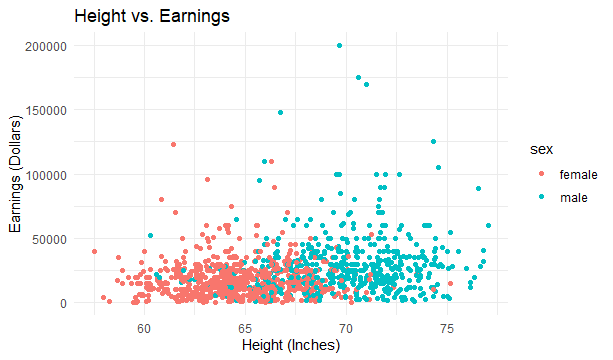 Height vs. Earnings
200000
150000
100000
50000
0
Earnings (Dollars)
60 65 70 75
Height (Inches)
sex
female
male